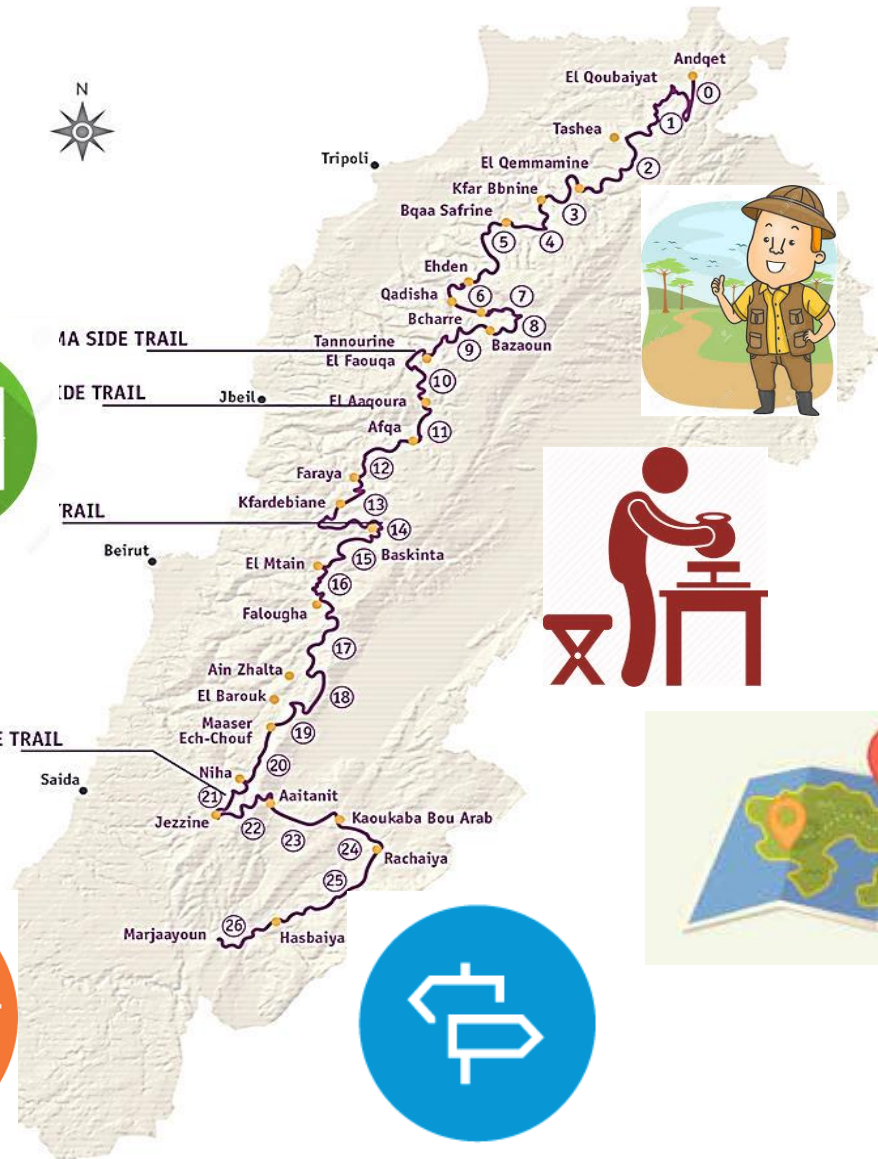 Andqet
El Qoubaiyat
0
1
Tashea
2
El Qemmamine
Tripoli
Kfar Bbnine
3
Bqaa Safrine
4
5
Ehden
Qadisha
6
7
Bcharre
8
MA SIDE TRAIL
Tannourine
El Faouqa
9
Bazaoun
10
IDE TRAIL
Jbeil
El Aaqoura
Afqa
11
12
Faraya
Kfardebiane
13
TRAIL
14
Baskinta
Beirut
El Mtain
15
16
Falougha
17
Ain Zhalta
El Barouk
18
Maaser
Ech-Chouf
19
E TRAIL
20
Niha
Saida
21
Aaitanit
Jezzine
22
Kaoukaba Bou Arab
23
24
Rachaiya
25
26
Marjaayoun
Hasbaiya
N